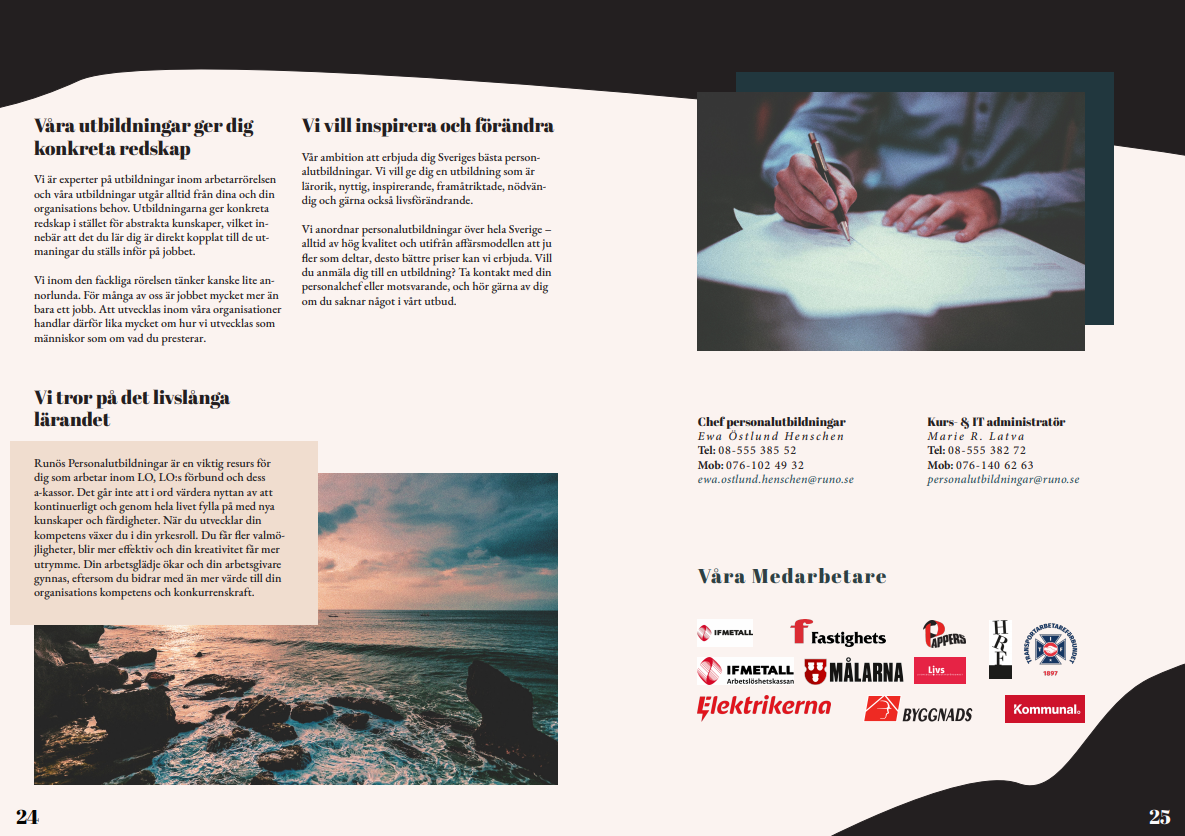 Våra utbildningar ger dig
konkreta redskap
Vi är experter på utbildningar inom arbetarrörelsen
och våra utbildningar utgår alltid från dina och din
organisations behov. Utbildningarna ger konkreta
redskap i stället för abstrakta kunskaper, vilket in-
nebär att det du lär dig är direkt kopplat till de ut-
maningar du ställs inför på jobbet.
Vi inom den fackliga rörelsen tänker kanske lite an-
norlunda. För många av oss är jobbet mycket mer än
bara ett jobb. Att utvecklas inom våra organisationer
handlar därför lika mycket om hur vi utvecklas som
människor som om vad du presterar.
Vi tror på det livslånga
lärandet
Runös Personalutbildningar är en viktig resurs för
dig som arbetar inom LO, LO:s förbund och dess
a-kassor. Det går inte att i ord värdera nyttan av att
kontinuerligt och genom hela livet fylla på med nya
kunskaper och färdigheter. När du utvecklar din
kompetens växer du i din yrkesroll. Du får fler valmö-
jligheter, blir mer effektiv och din kreativitet får mer
utrymme. Din arbetsglädje ökar och din arbetsgivare
gynnas, eftersom du bidrar med än mer värde till din
organisations kompetens och konkurrenskraft.
Vi vill inspirera och förändra
Vår ambition att erbjuda dig Sveriges bästa person-
alutbildningar. Vi vill ge dig en utbildning som är
lärorik, nyttig, inspirerande, framåtriktade, nödvän-
dig och gärna också livsförändrande.
Vi anordnar personalutbildningar över hela Sverige –
alltid av hög kvalitet och utifrån affärsmodellen att ju
fler som deltar, desto bättre priser kan vi erbjuda. Vill
du anmäla dig till en utbildning? Ta kontakt med din
personalchef eller motsvarande, och hör gärna av dig
om du saknar något i vårt utbud.
24
Chef personalutbildningar
Ewa Östlund Henschen
Tel: 08-555 385 52
Mob: 076-102 49 32
ewa.ostlund.henschen@runo.se
Kurs- & IT administratör
Marie R. Latva
Tel: 08-555 382 72
Mob: 076-140 62 63
personalutbildningar@runo.se
Våra Medarbetare
IFMETALL
Fastighets
PAPPERS
HRF
TRANSPORTARBETAREFÖRBUNDET
1897
IFMETALL
Arbetslöshetskassan
MÅLARNA
Livs
Elektrikerna
BYGGNADS
Kommunal.
25